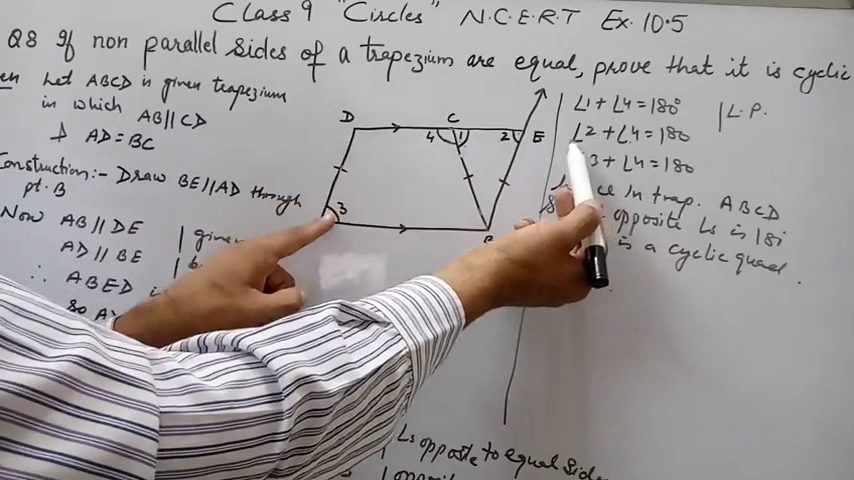 Class 9 "Circles" N.C.E.R.T Ex. 10.5
Q8 If non parallel sides of a trapezium are equal, prove that it is cyclic
Let ABCD is given trapezium
in which AB||CD
AD = BC
Construction:- Draw BE||AD through
pt. B
Now AB||DE
AD||BE
∴ ABED
So
D C E
4 1 2
3
∠1 + ∠4 = 180° | L.P.
∠2 + ∠4 = 180
3 + ∠4 = 180
in trap. ABCD
opposite ∠s is 180
is a cyclic quad.
∠s opposite to equal sides